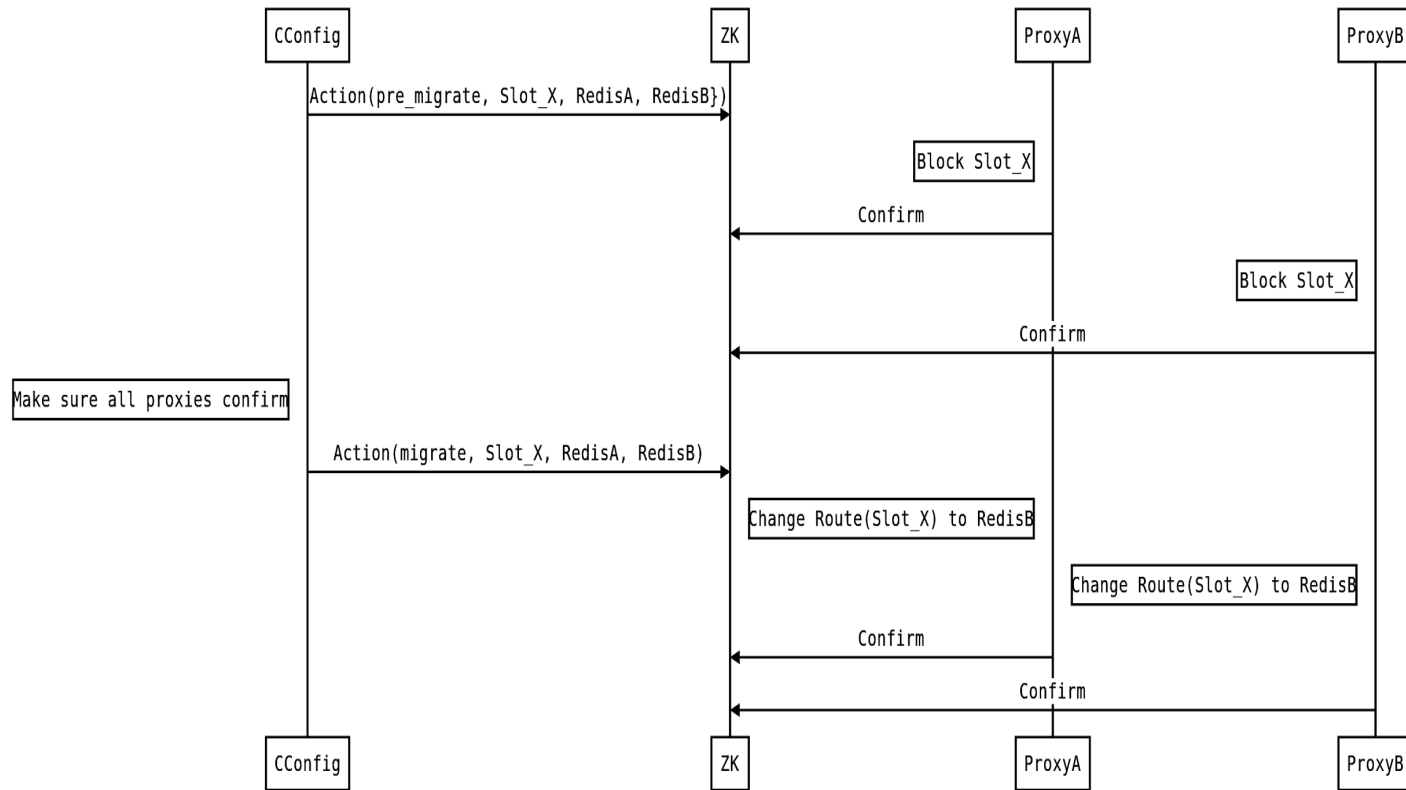 CConfig
ZK
ProxyA
ProxyB
Action(pre_migrate, Slot_X, RedisA, RedisB})
Block Slot_X
Confirm
Block Slot_X
Confirm
Make sure all proxies confirm
Action(migrate, Slot_X, RedisA, RedisB)
Change Route(Slot_X) to RedisB
Change Route(Slot_X) to RedisB
Confirm
Confirm
CConfig
ZK
ProxyA
ProxyB